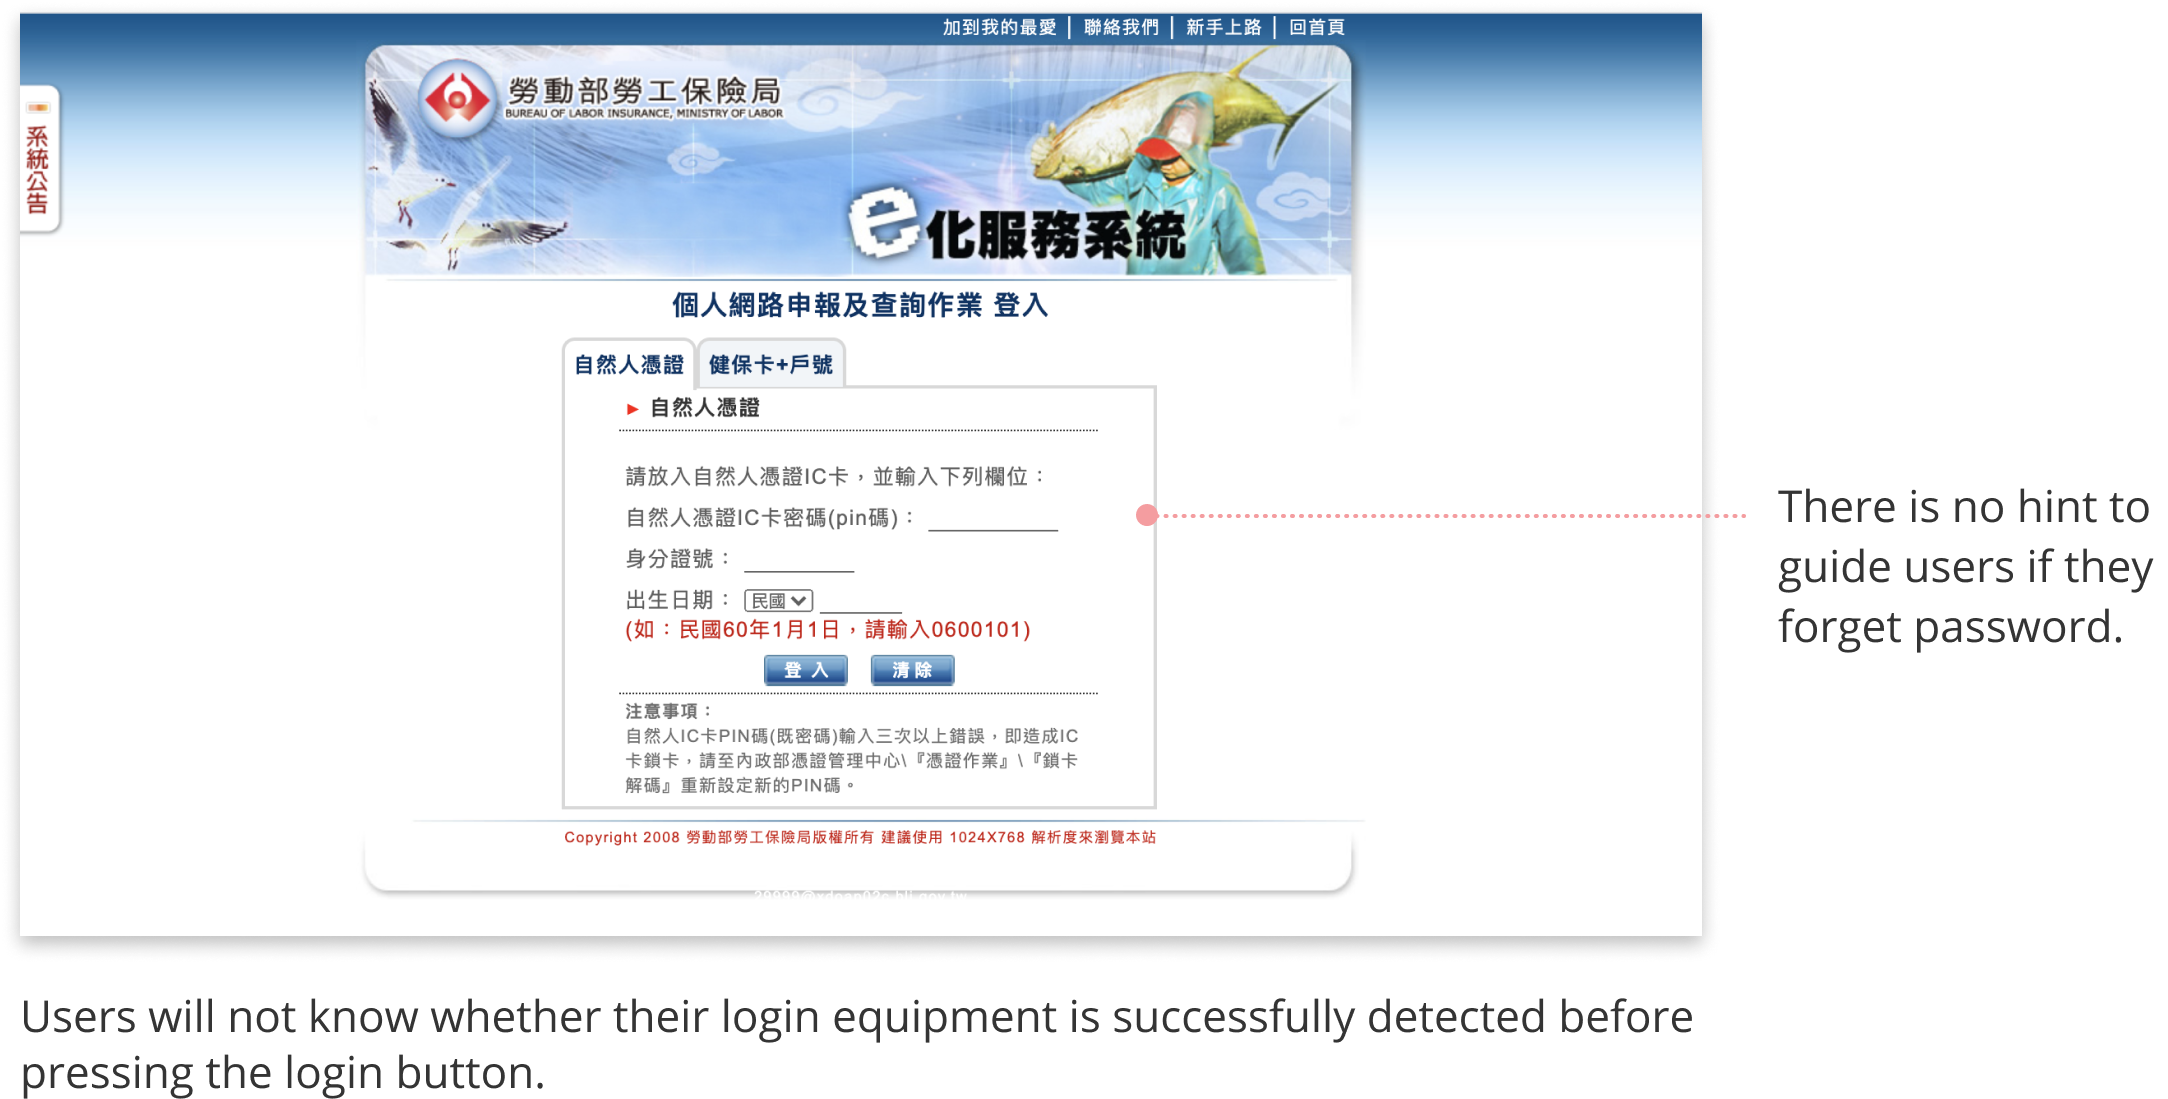 加到我的最愛 | 聯絡我們 | 新手上路 | 回首頁
系統公告
勞動部勞工保險局
BUREAU OF LABOR INSURANCE, MINISTRY OF LABOR
e化服務系統
個人網路申報及查詢作業 登入
自然人憑證 健保卡+戶號
自然人憑證
請放入自然人憑證IC卡，並輸入下列欄位：
自然人憑證IC卡密碼(pin碼)：
身分證號：
出生日期： 民國
(如：民國60年1月1日，請輸入0600101)
登入 清除
注意事項：
自然人IC卡PIN碼(既密碼)輸入三次以上錯誤，即造成IC
卡鎖卡，請至內政部憑證管理中心\『憑證作業』\『鎖卡
解碼』重新設定新的PIN碼。
Copyright 2008 勞動部勞工保險局版權所有 建議使用 1024X768 解析度來瀏覽本站
There is no hint to
guide users if they
forget password.
Users will not know whether their login equipment is successfully detected before
pressing the login button.